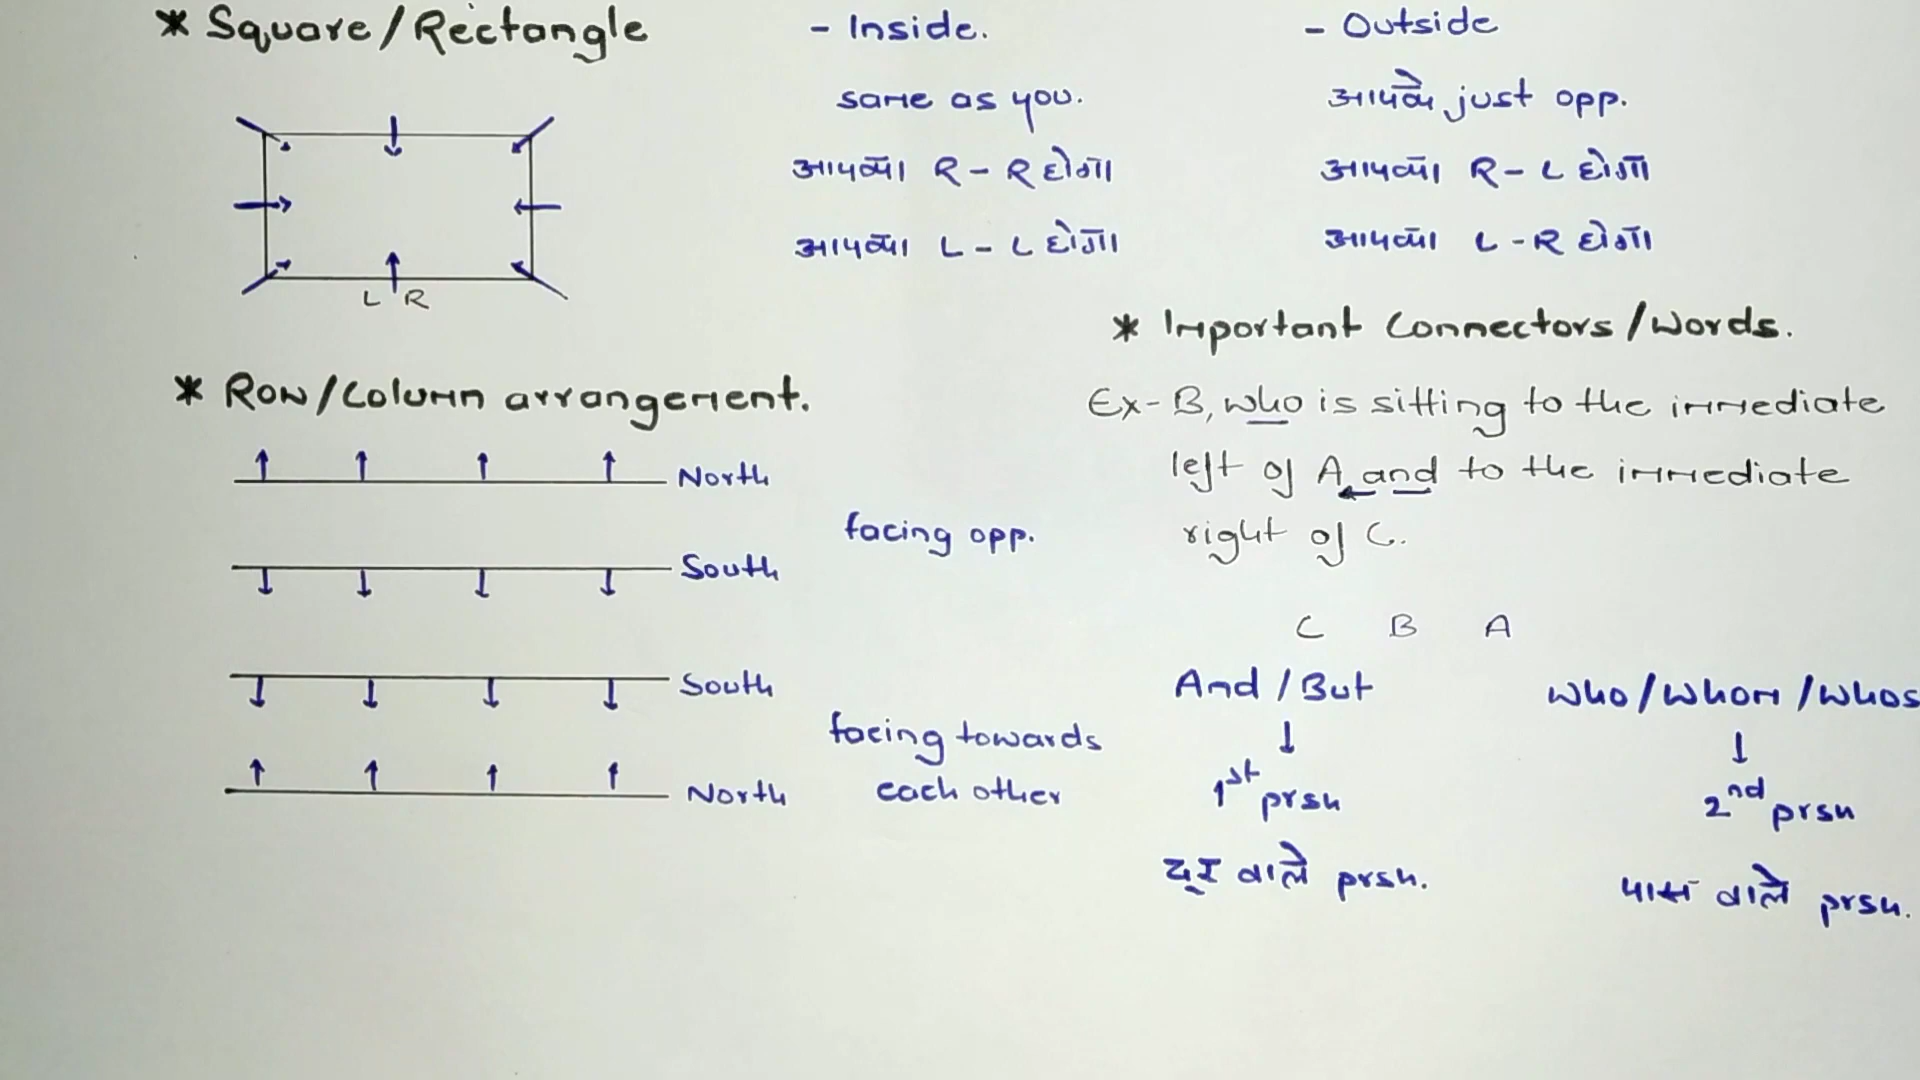 * Square/Rectangle
- Inside.
same as you.
आपका R - R होगा
आपका L - L होगा
- Outside
आपके just opp.
आपका R - L होगा
आपका L - R होगा
L R
* Row/Column arrangement.
North
facing opp.
South
South
facing towards
each other
North
* Important Connectors/Words.
Ex- B, who is sitting to the immediate
left of A, and to the immediate
right of C.
C B A
And / But
↓
1st prsn
दूर वाले prsn.
Who / Whom / Whos
↓
2nd prsn
पास वाले prsn.